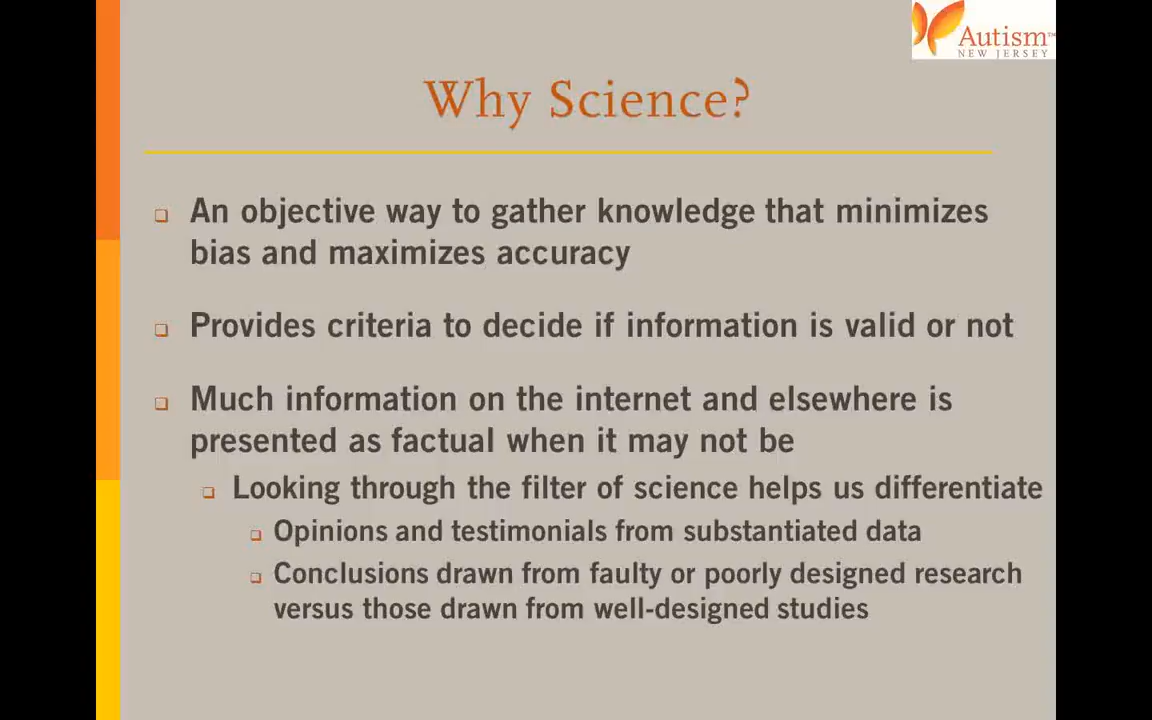 Autism™
NEW JERSEY
Why Science?
An objective way to gather knowledge that minimizes
bias and maximizes accuracy
Provides criteria to decide if information is valid or not
Much information on the internet and elsewhere is
presented as factual when it may not be
Looking through the filter of science helps us differentiate
Opinions and testimonials from substantiated data
Conclusions drawn from faulty or poorly designed research
versus those drawn from well-designed studies